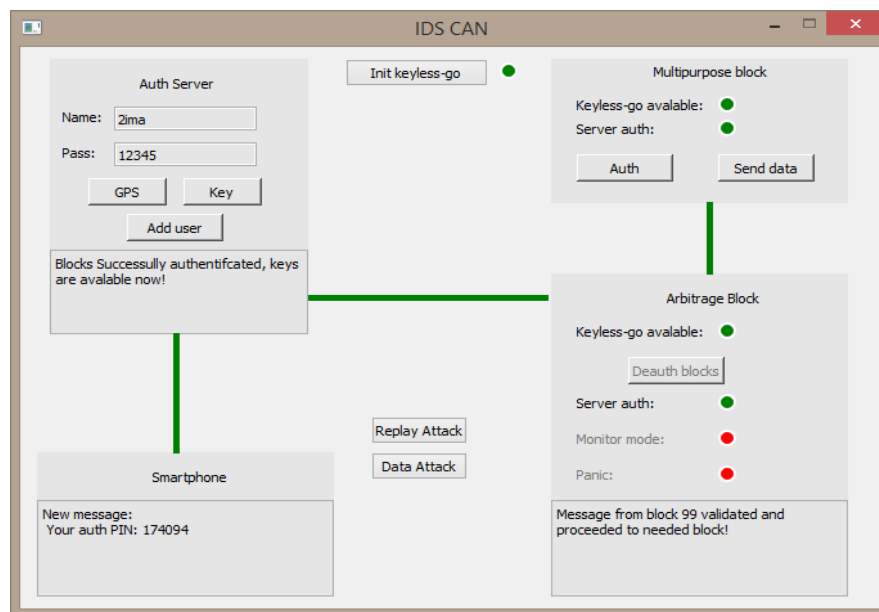 IDS CAN
Auth Server
Name: 2ima
Pass: 12345
GPS Key
Add user
Blocks Successully authentifcated, keys
are avalable now!
Init keyless-go
Multipurpose block
Keyless-go avalable:
Server auth:
Auth Send data
Arbitrage Block
Keyless-go avalable:
Deauth blocks
Server auth:
Monitor mode:
Panic:
Message from block 99 validated and
proceeded to needed block!
Replay Attack
Data Attack
Smartphone
New message:
Your auth PIN: 174094